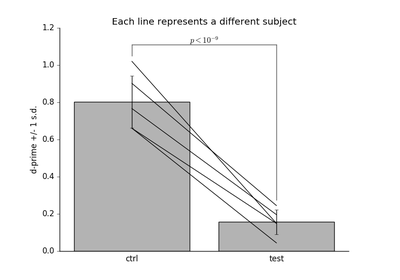 Each line represents a different subject
p < 10⁻⁹
d-prime +/- 1 s.d.
1.2
1.0
0.8
0.6
0.4
0.2
0.0
ctrl test